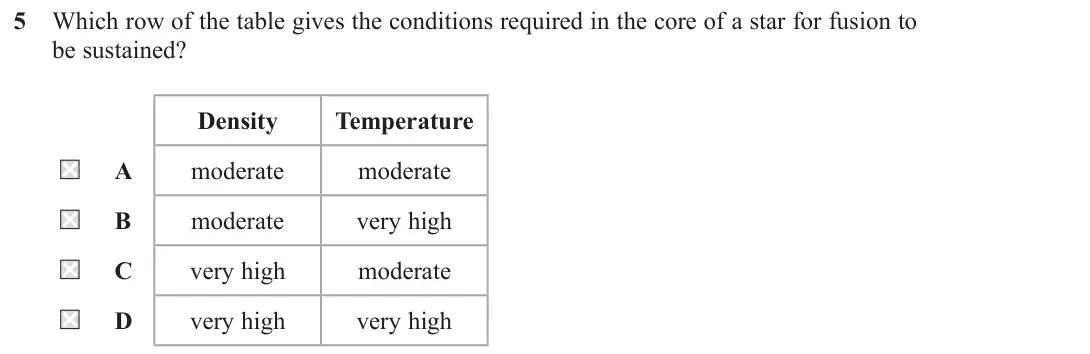 5 Which row of the table gives the conditions required in the core of a star for fusion to
be sustained?
Density Temperature
A moderate moderate
B moderate very high
C very high moderate
D very high very high